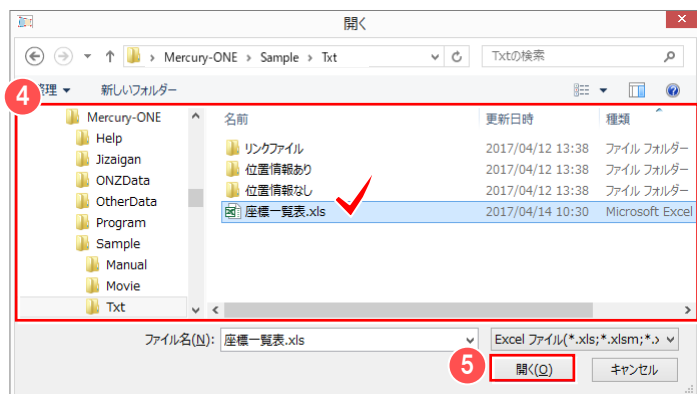 開く
Mercury-ONE > Sample > Txt
Txtの検索
管理
新しいフォルダー
4
Mercury-ONE
Help
Jizaigan
ONZData
OtherData
Program
Sample
Manual
Movie
Txt
名前 更新日時 種類
リンクファイル 2017/04/12 13:38 ファイル フォルダー
位置情報あり 2017/04/12 13:38 ファイル フォルダー
位置情報なし 2017/04/12 13:38 ファイル フォルダー
座標一覧表.xls 2017/04/14 10:30 Microsoft Excel
ファイル名(N): 座標一覧表.xls Excel ファイル(*.xls;*.xlsm;*.x
5
開く(O) キャンセル